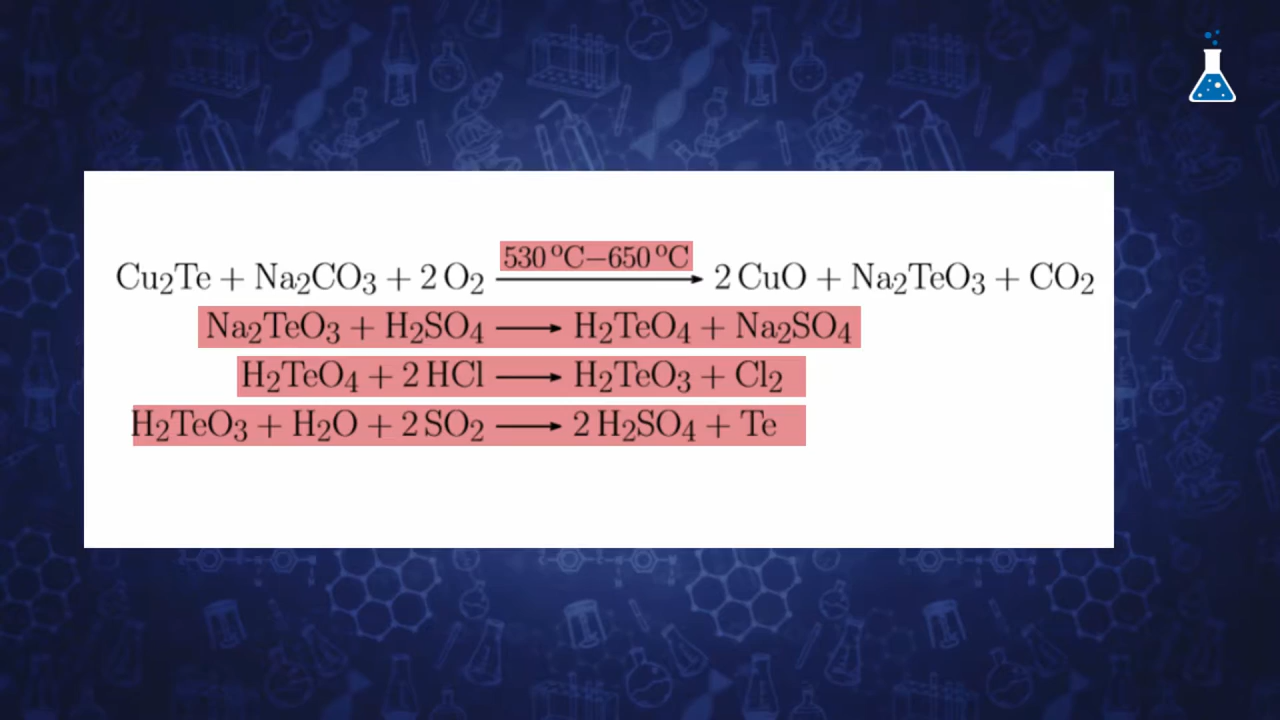 530 °C–650 °C
Cu₂Te + Na₂CO₃ + 2 O₂ ⟶ 2 CuO + Na₂TeO₃ + CO₂
Na₂TeO₃ + H₂SO₄ ⟶ H₂TeO₄ + Na₂SO₄
H₂TeO₄ + 2 HCl ⟶ H₂TeO₃ + Cl₂
H₂TeO₃ + H₂O + 2 SO₂ ⟶ 2 H₂SO₄ + Te